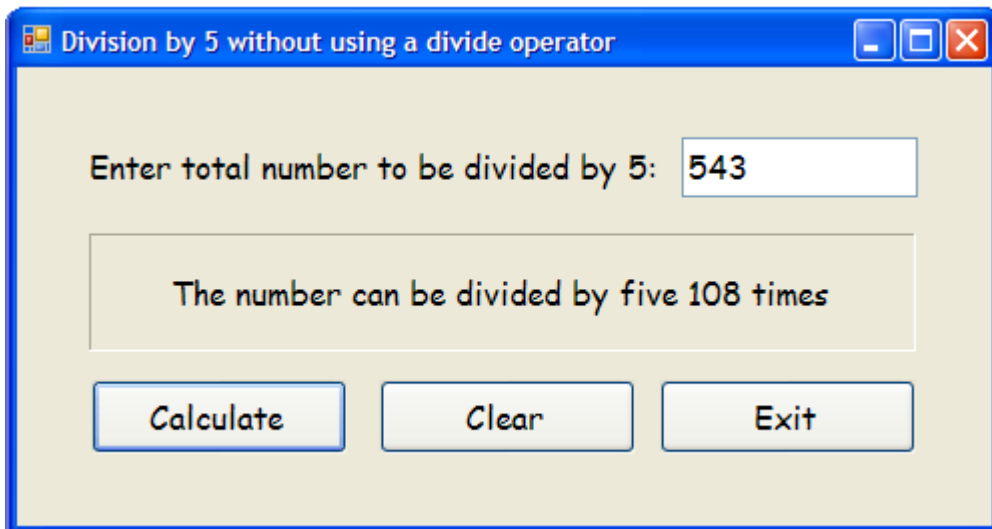 Division by 5 without using a divide operator
Enter total number to be divided by 5: 543
The number can be divided by five 108 times
Calculate Clear Exit